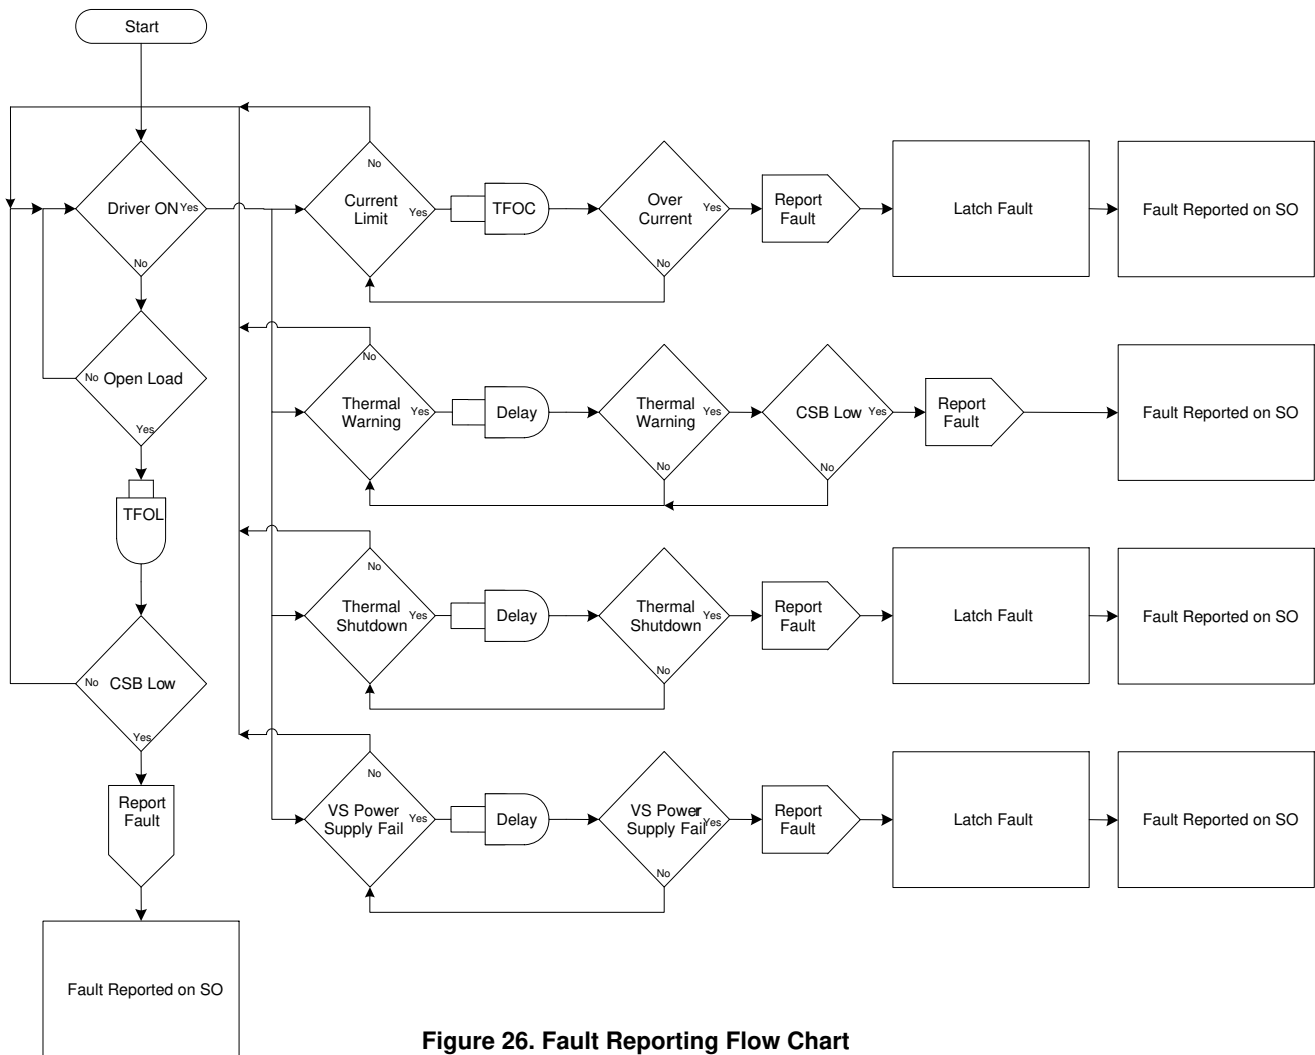 Start
Driver ON Yes
No
No
Current
Limit
Yes
TFOC
Over
Current
Yes
No
Report
Fault
Latch Fault
Fault Reported on SO
No Open Load
Yes
No
Thermal
Warning
Yes
Delay
Thermal
Warning
Yes
No
CSB Low Yes
No
Report
Fault
Fault Reported on SO
TFOL
No
Thermal
Shutdown
Yes
Delay
Thermal
Shutdown
Yes
No
Report
Fault
Latch Fault
Fault Reported on SO
No CSB Low
Yes
No
VS Power
Supply Fail
Yes
Delay
VS Power
Supply Fail
Yes
No
Report
Fault
Latch Fault
Fault Reported on SO
Report
Fault
Fault Reported on SO
Figure 26. Fault Reporting Flow Chart